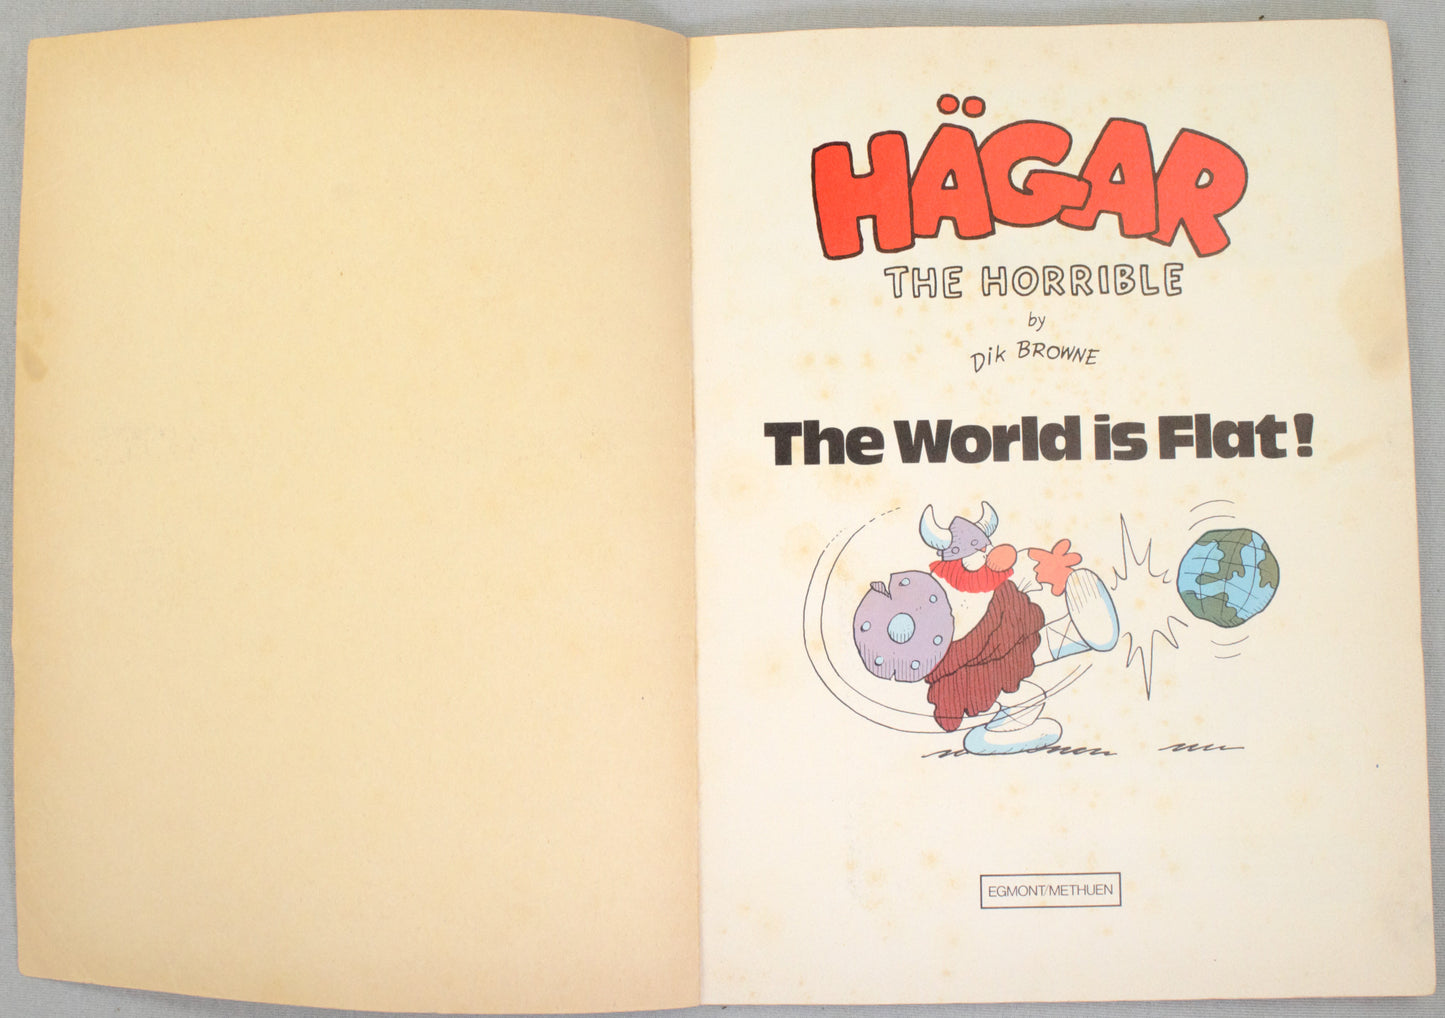 HÄGAR
THE HORRIBLE
by
Dik BROWNE
The World is Flat!
EGMONT/METHUEN